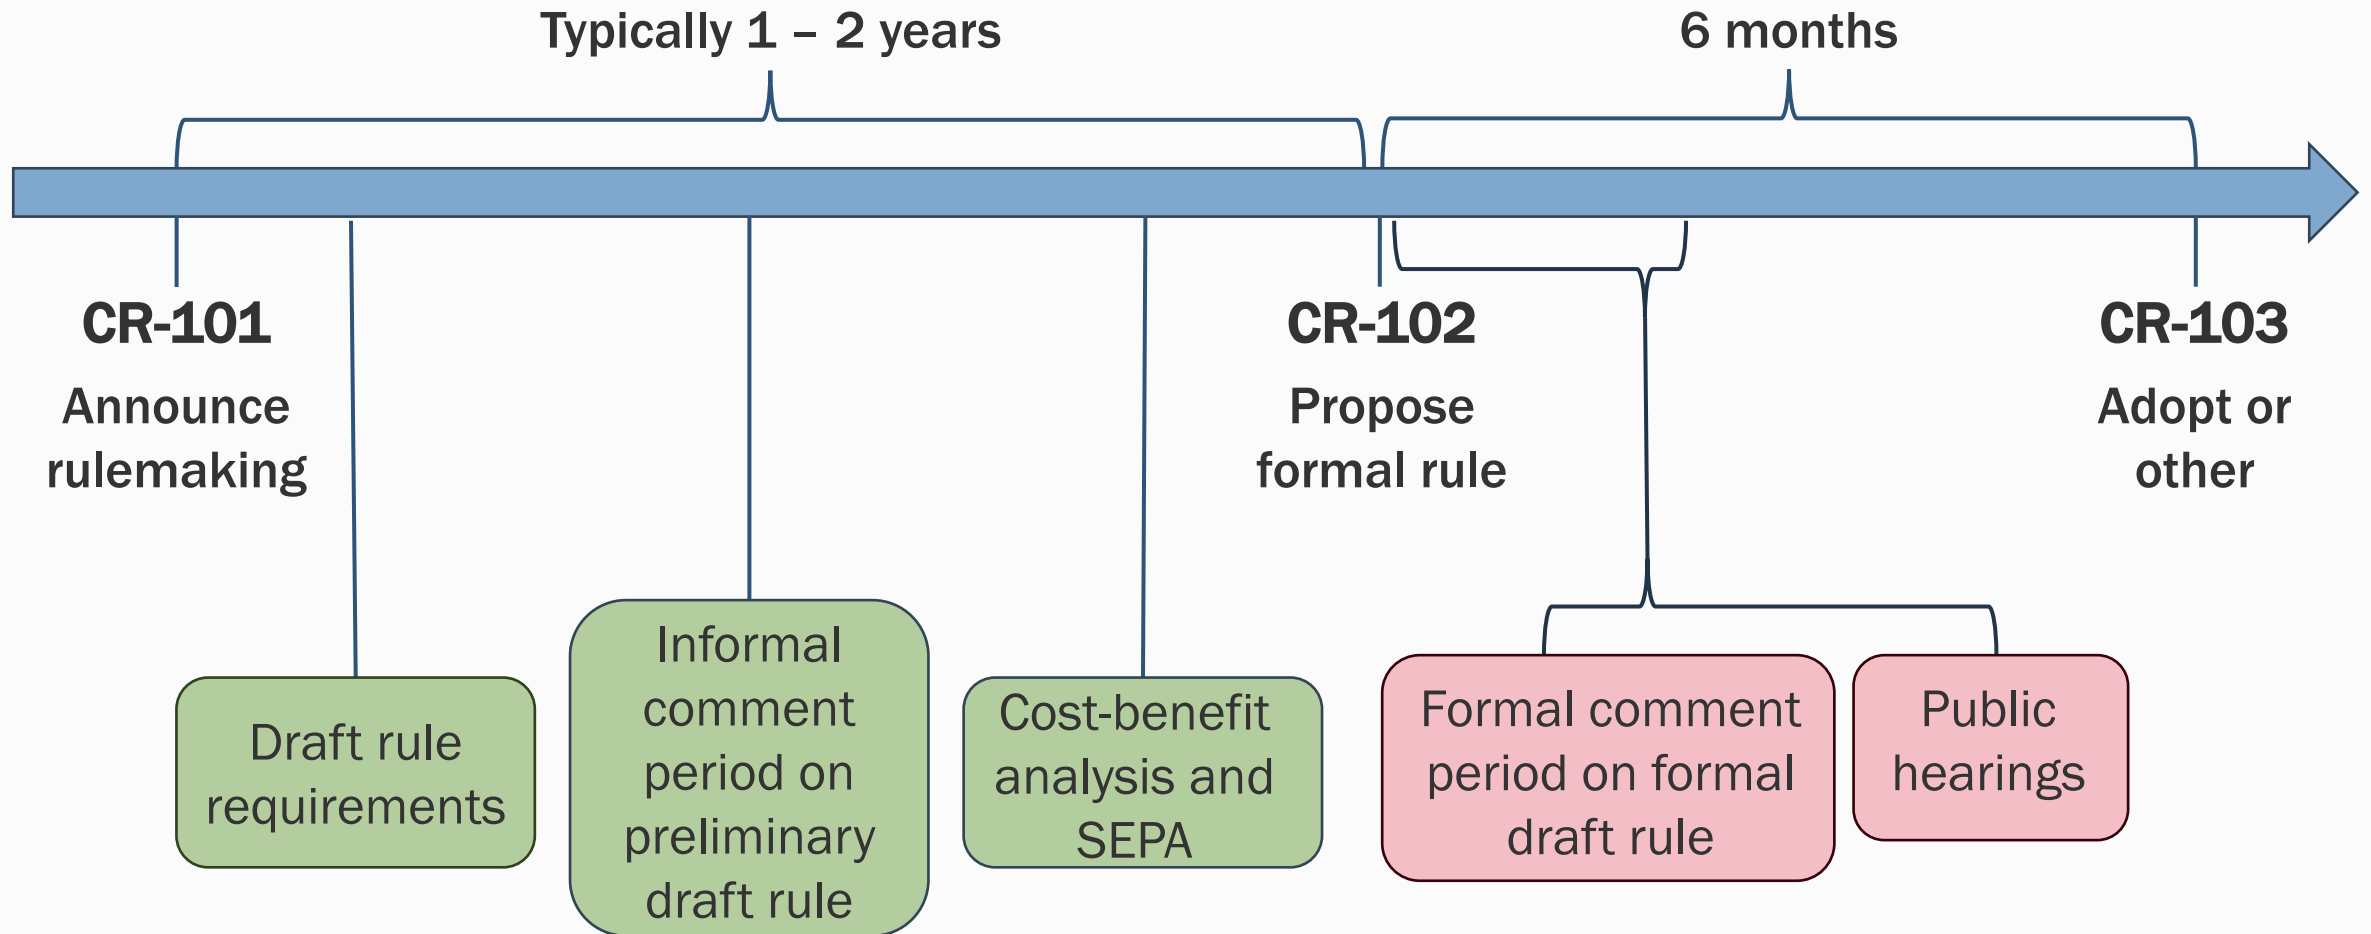 Typically 1 – 2 years
6 months
CR-101
Announce
rulemaking
CR-102
Propose
formal rule
CR-103
Adopt or
other
Draft rule
requirements
Informal
comment
period on
preliminary
draft rule
Cost-benefit
analysis and
SEPA
Formal comment
period on formal
draft rule
Public
hearings